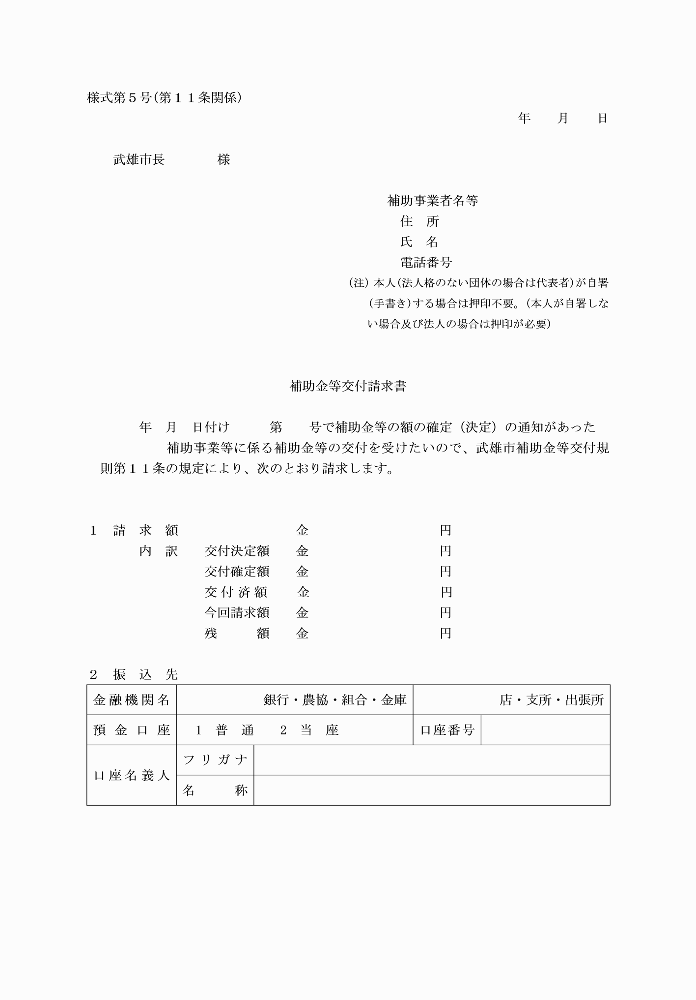 様式第５号（第１１条関係）
年　　月　　日
武雄市長　　　　様
補助事業者名等
住　所
氏　名
電話番号
（注）本人（法人格のない団体の場合は代表者）が自署
（手書き）する場合は押印不要。（本人が自署しな
い場合及び法人の場合は押印が必要）
補助金等交付請求書
年　月　日付け　　　第　　号で補助金等の額の確定（決定）の通知があった
補助事業等に係る補助金等の交付を受けたいので、武雄市補助金等交付規
則第１１条の規定により、次のとおり請求します。
１　請　求　額　　　　　　　　　金　　　　　　　　　　円
内　訳　　交付決定額　　金　　　　　　　　　　円
交付確定額　　金　　　　　　　　　　円
交付済額　　金　　　　　　　　　　円
今回請求額　　金　　　　　　　　　　円
残　　　額　　金　　　　　　　　　　円
２　振　込　先
金融機関名　　銀行・農協・組合・金庫　　店・支所・出張所
預金口座　　１　普　通　　２　当　座　　口座番号
口座名義人　　フリガナ
名　　　称